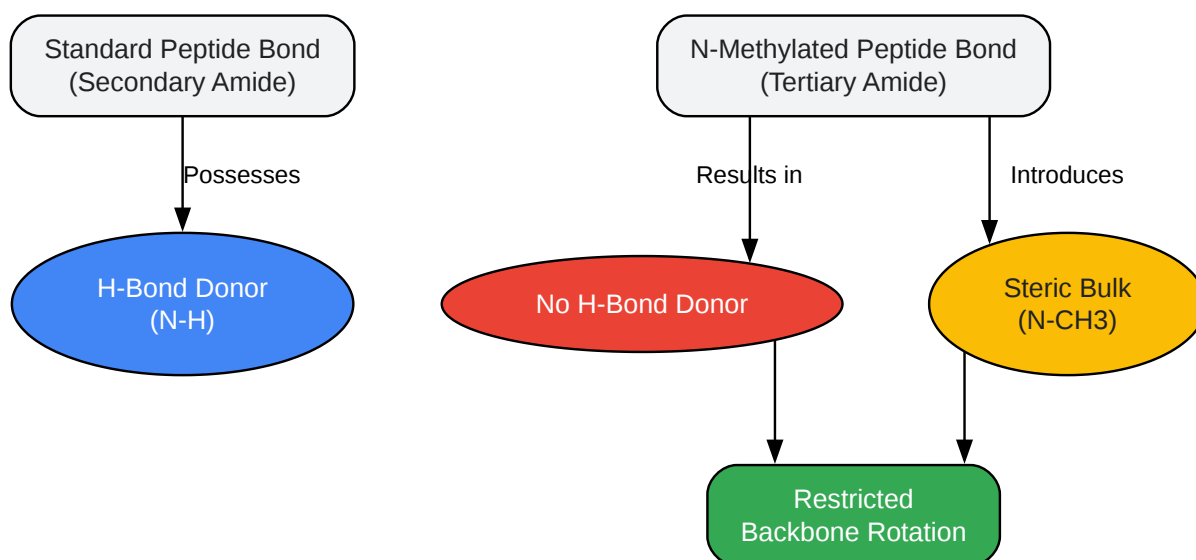 Standard Peptide Bond
(Secondary Amide)
N-Methylated Peptide Bond
(Tertiary Amide)
Possesses
Results in
Introduces
H-Bond Donor
(N-H)
No H-Bond Donor
Steric Bulk
(N-CH3)
Restricted
Backbone Rotation